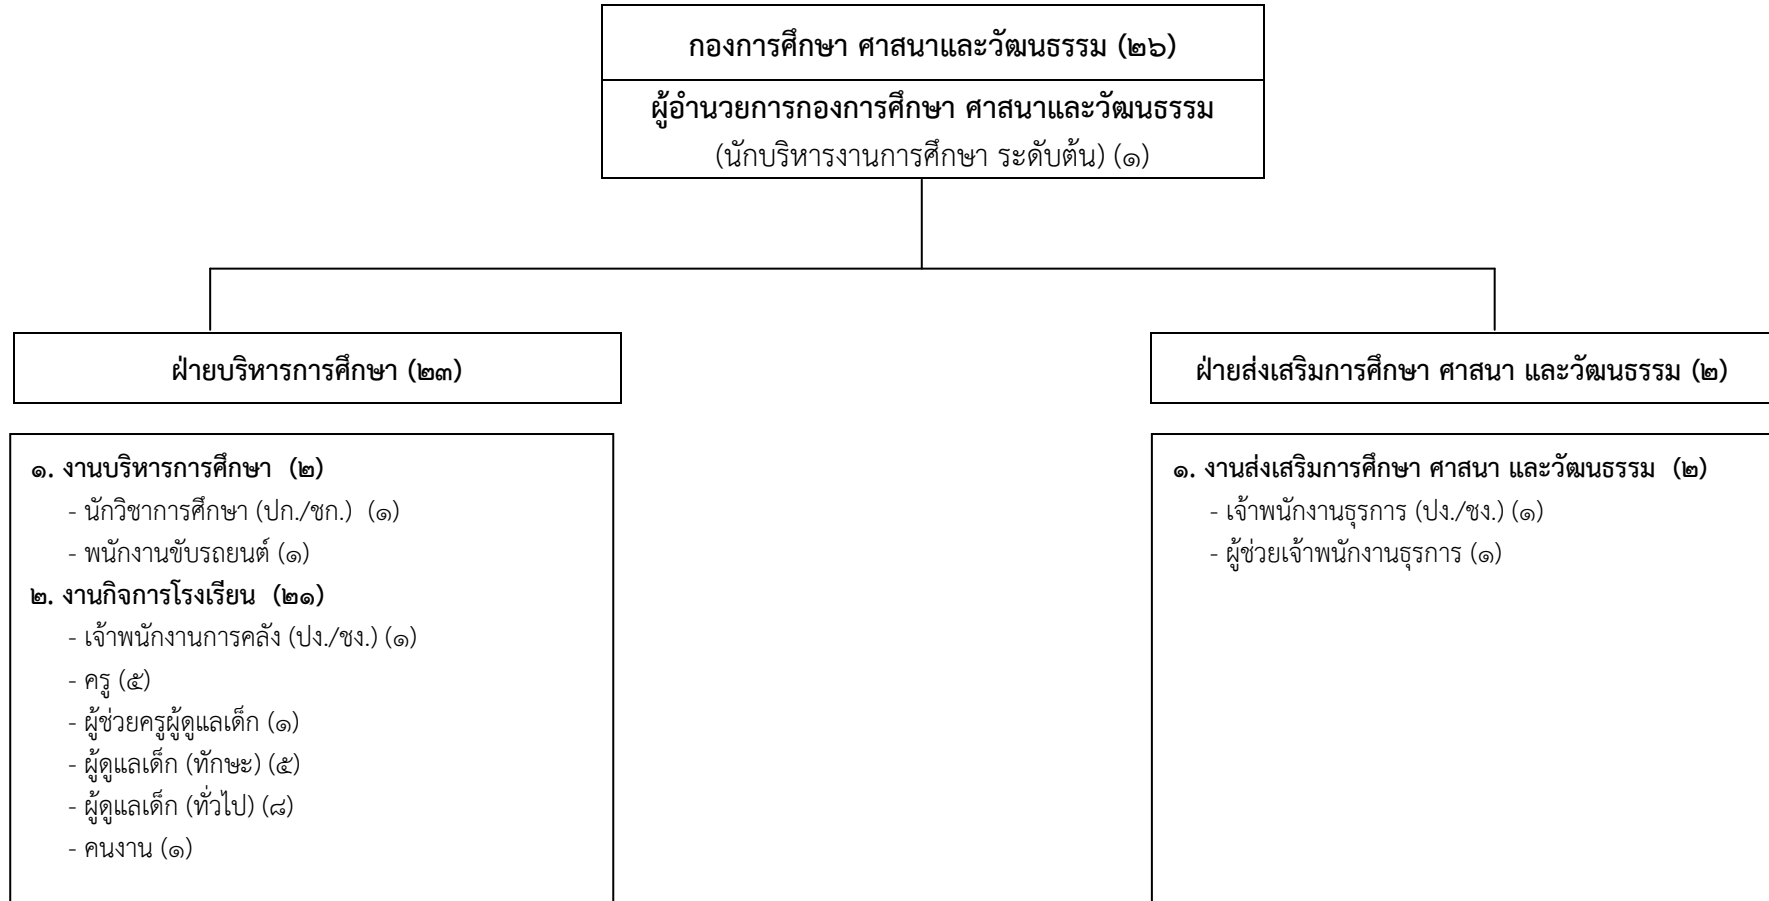 กองการศึกษา ศาสนาและวัฒนธรรม (๒๖)
ผู้อำนวยการกองการศึกษา ศาสนาและวัฒนธรรม
(นักบริหารงานการศึกษา ระดับต้น) (๑)
ฝ่ายบริหารการศึกษา (๒๓)
๑. งานบริหารการศึกษา (๒)
- นักวิชาการศึกษา (ปก./ชก.) (๑)
- พนักงานขับรถยนต์ (๑)
๒. งานกิจการโรงเรียน (๒๑)
- เจ้าพนักงานการคลัง (ปง./ชง.) (๑)
- ครู (๕)
- ผู้ช่วยครูผู้ดูแลเด็ก (๑)
- ผู้ดูแลเด็ก (ทักษะ) (๕)
- ผู้ดูแลเด็ก (ทั่วไป) (๘)
- คนงาน (๑)
ฝ่ายส่งเสริมการศึกษา ศาสนา และวัฒนธรรม (๒)
๑. งานส่งเสริมการศึกษา ศาสนา และวัฒนธรรม (๒)
- เจ้าพนักงานธุรการ (ปง./ชง.) (๑)
- ผู้ช่วยเจ้าพนักงานธุรการ (๑)